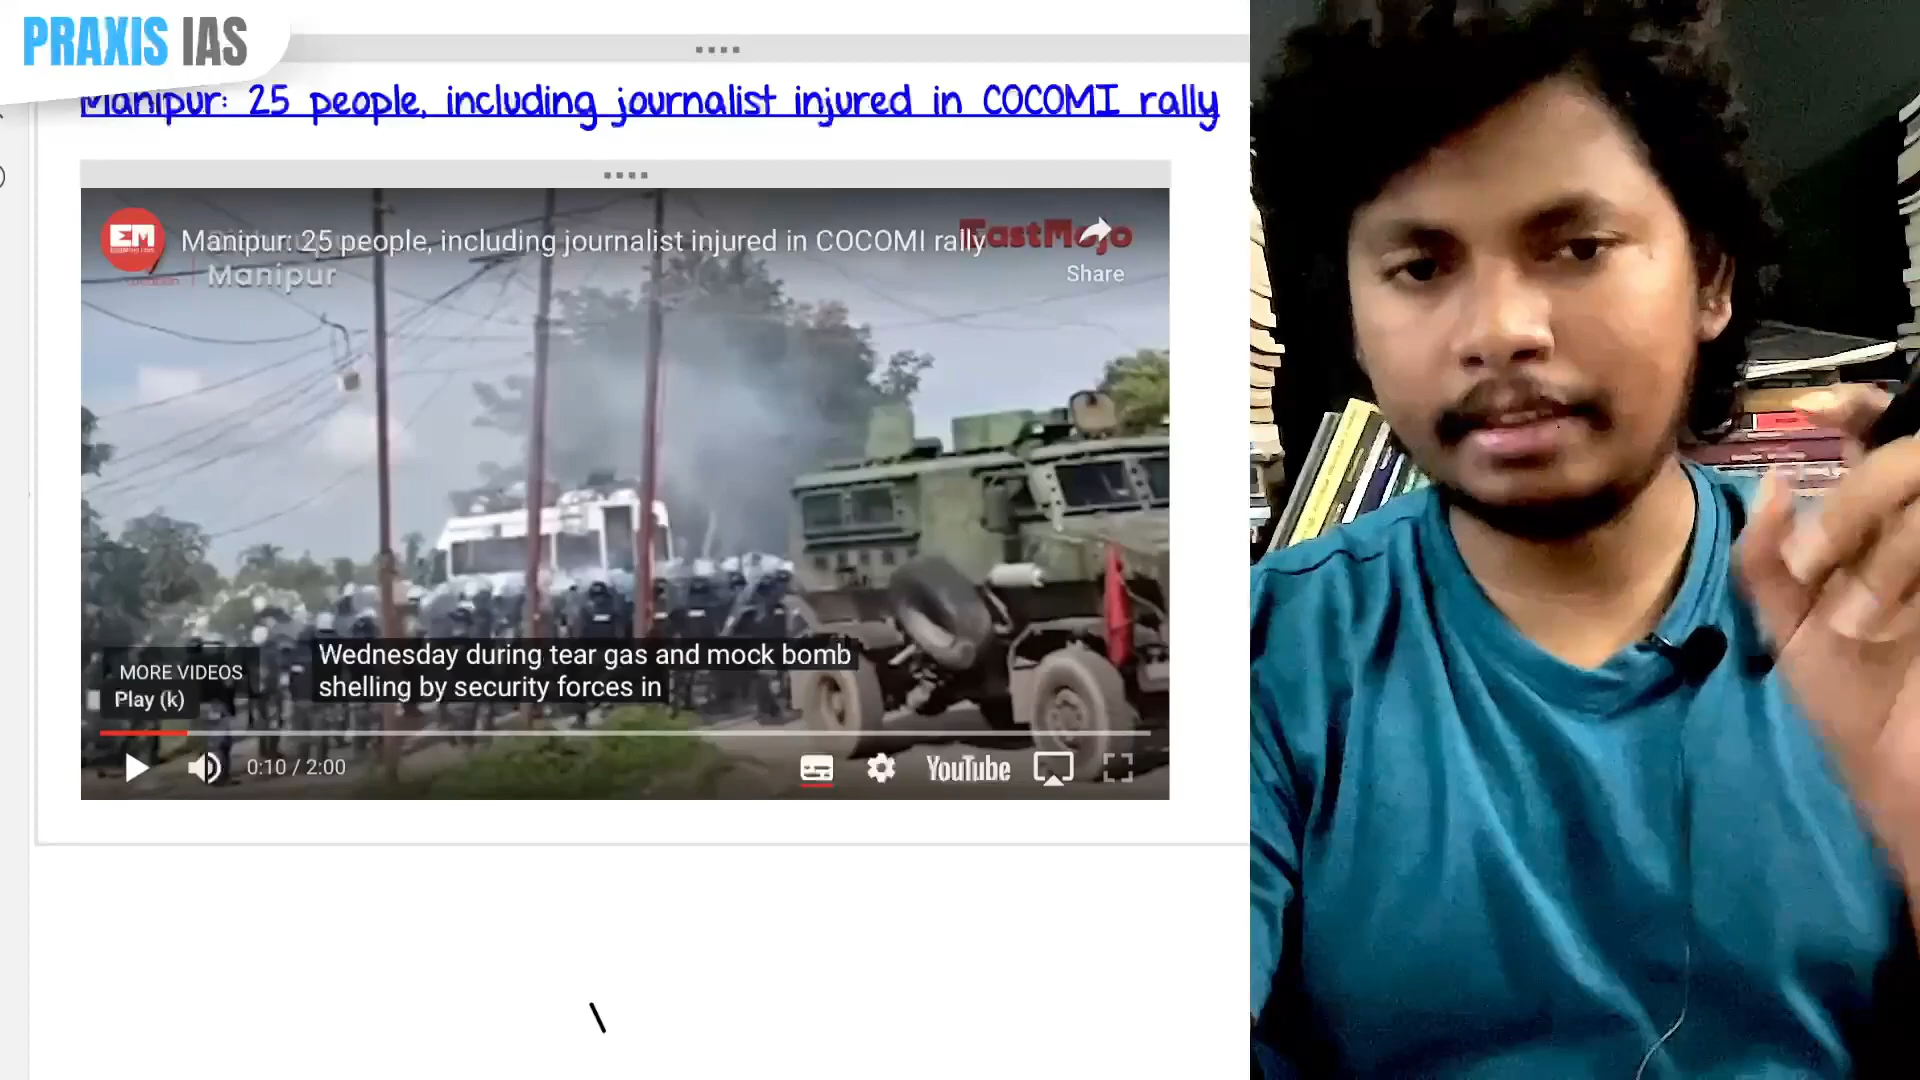 PRAXIS IAS
Manipur: 25 people, including journalist injured in COCOMI rally
EM
Manipur: 25 people, including journalist injured in COCOMI rally
EastMojo
Manipur
Share
Wednesday during tear gas and mock bomb
shelling by security forces in
MORE VIDEOS
Play (k)
0:10 / 2:00
YouTube